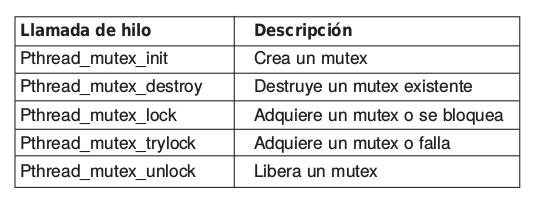 Llamada de hilo Descripción
Pthread_mutex_init Crea un mutex
Pthread_mutex_destroy Destruye un mutex existente
Pthread_mutex_lock Adquiere un mutex o se bloquea
Pthread_mutex_trylock Adquiere un mutex o falla
Pthread_mutex_unlock Libera un mutex